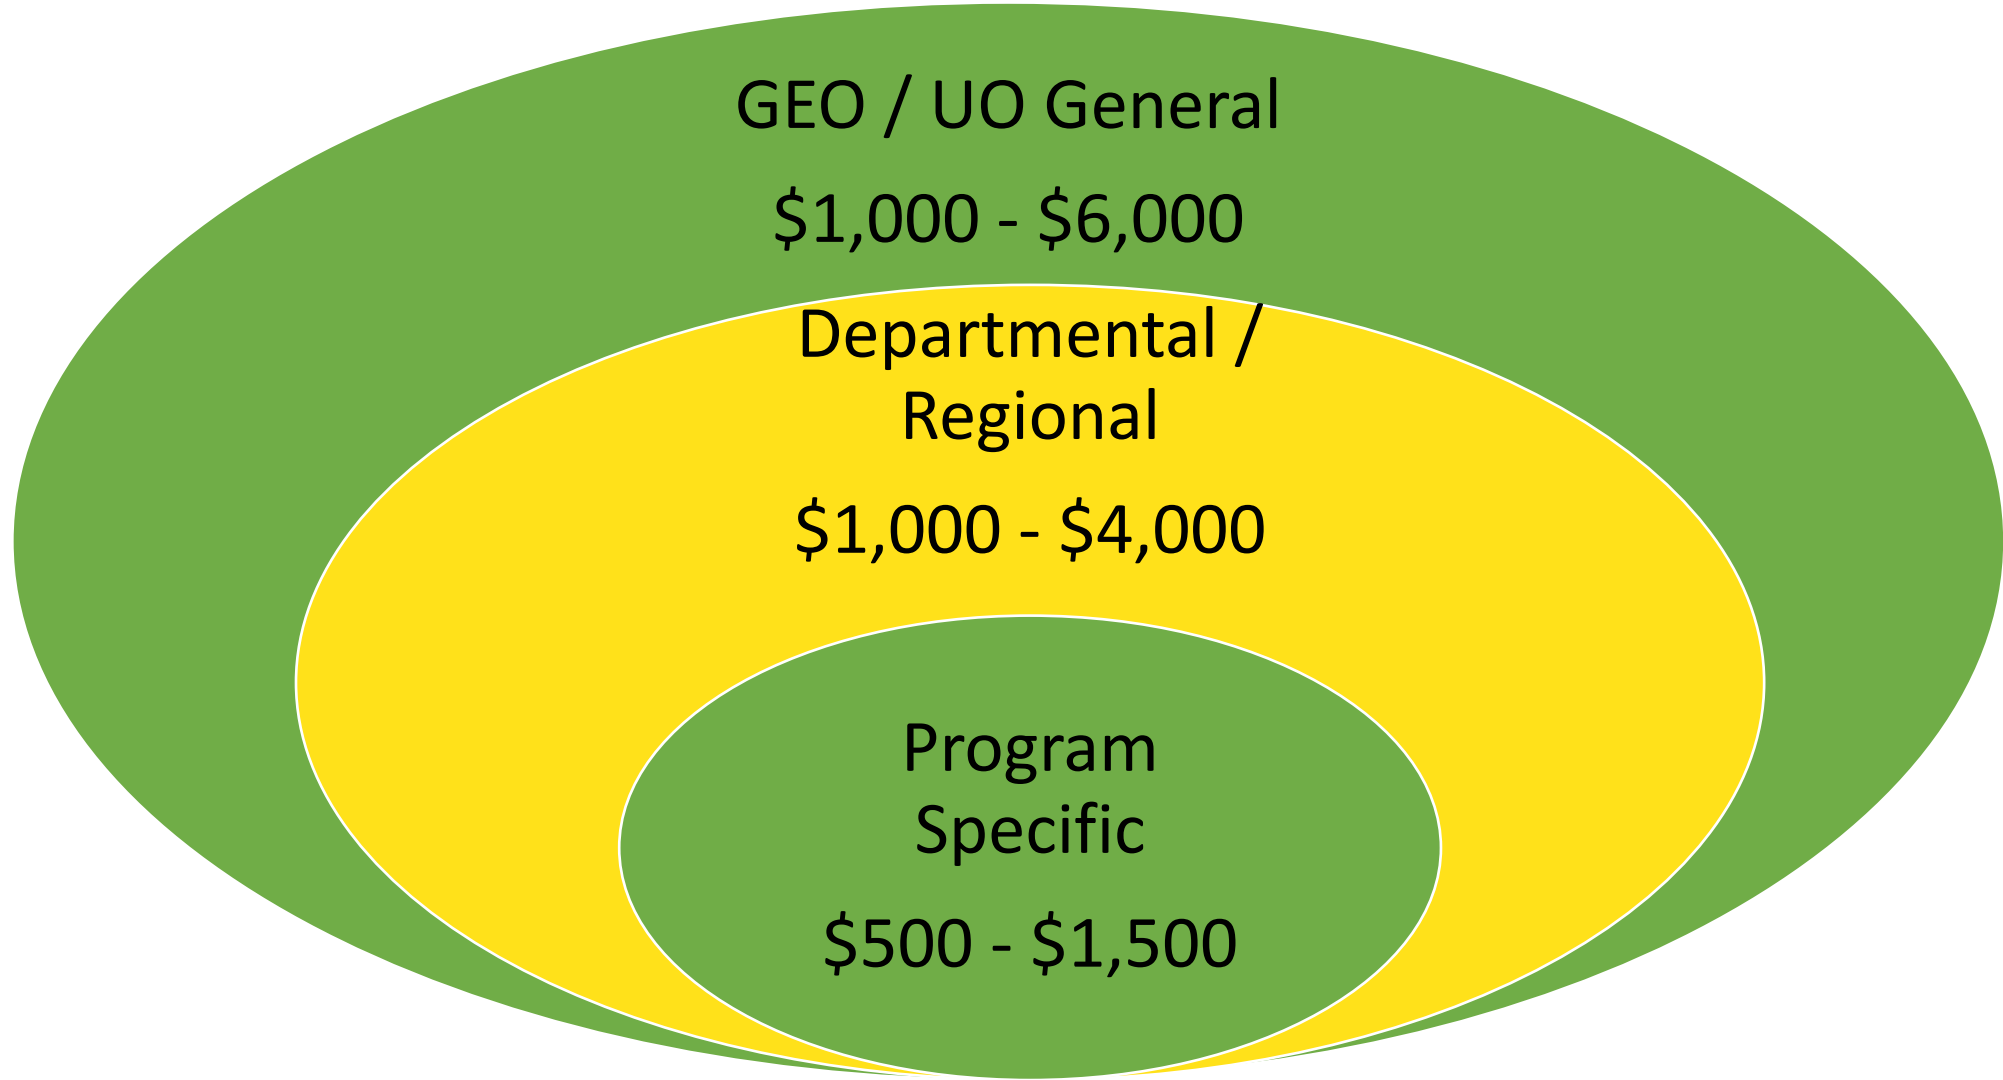 GEO / UO General
$1,000 - $6,000
Departmental /
Regional
$1,000 - $4,000
Program
Specific
$500 - $1,500